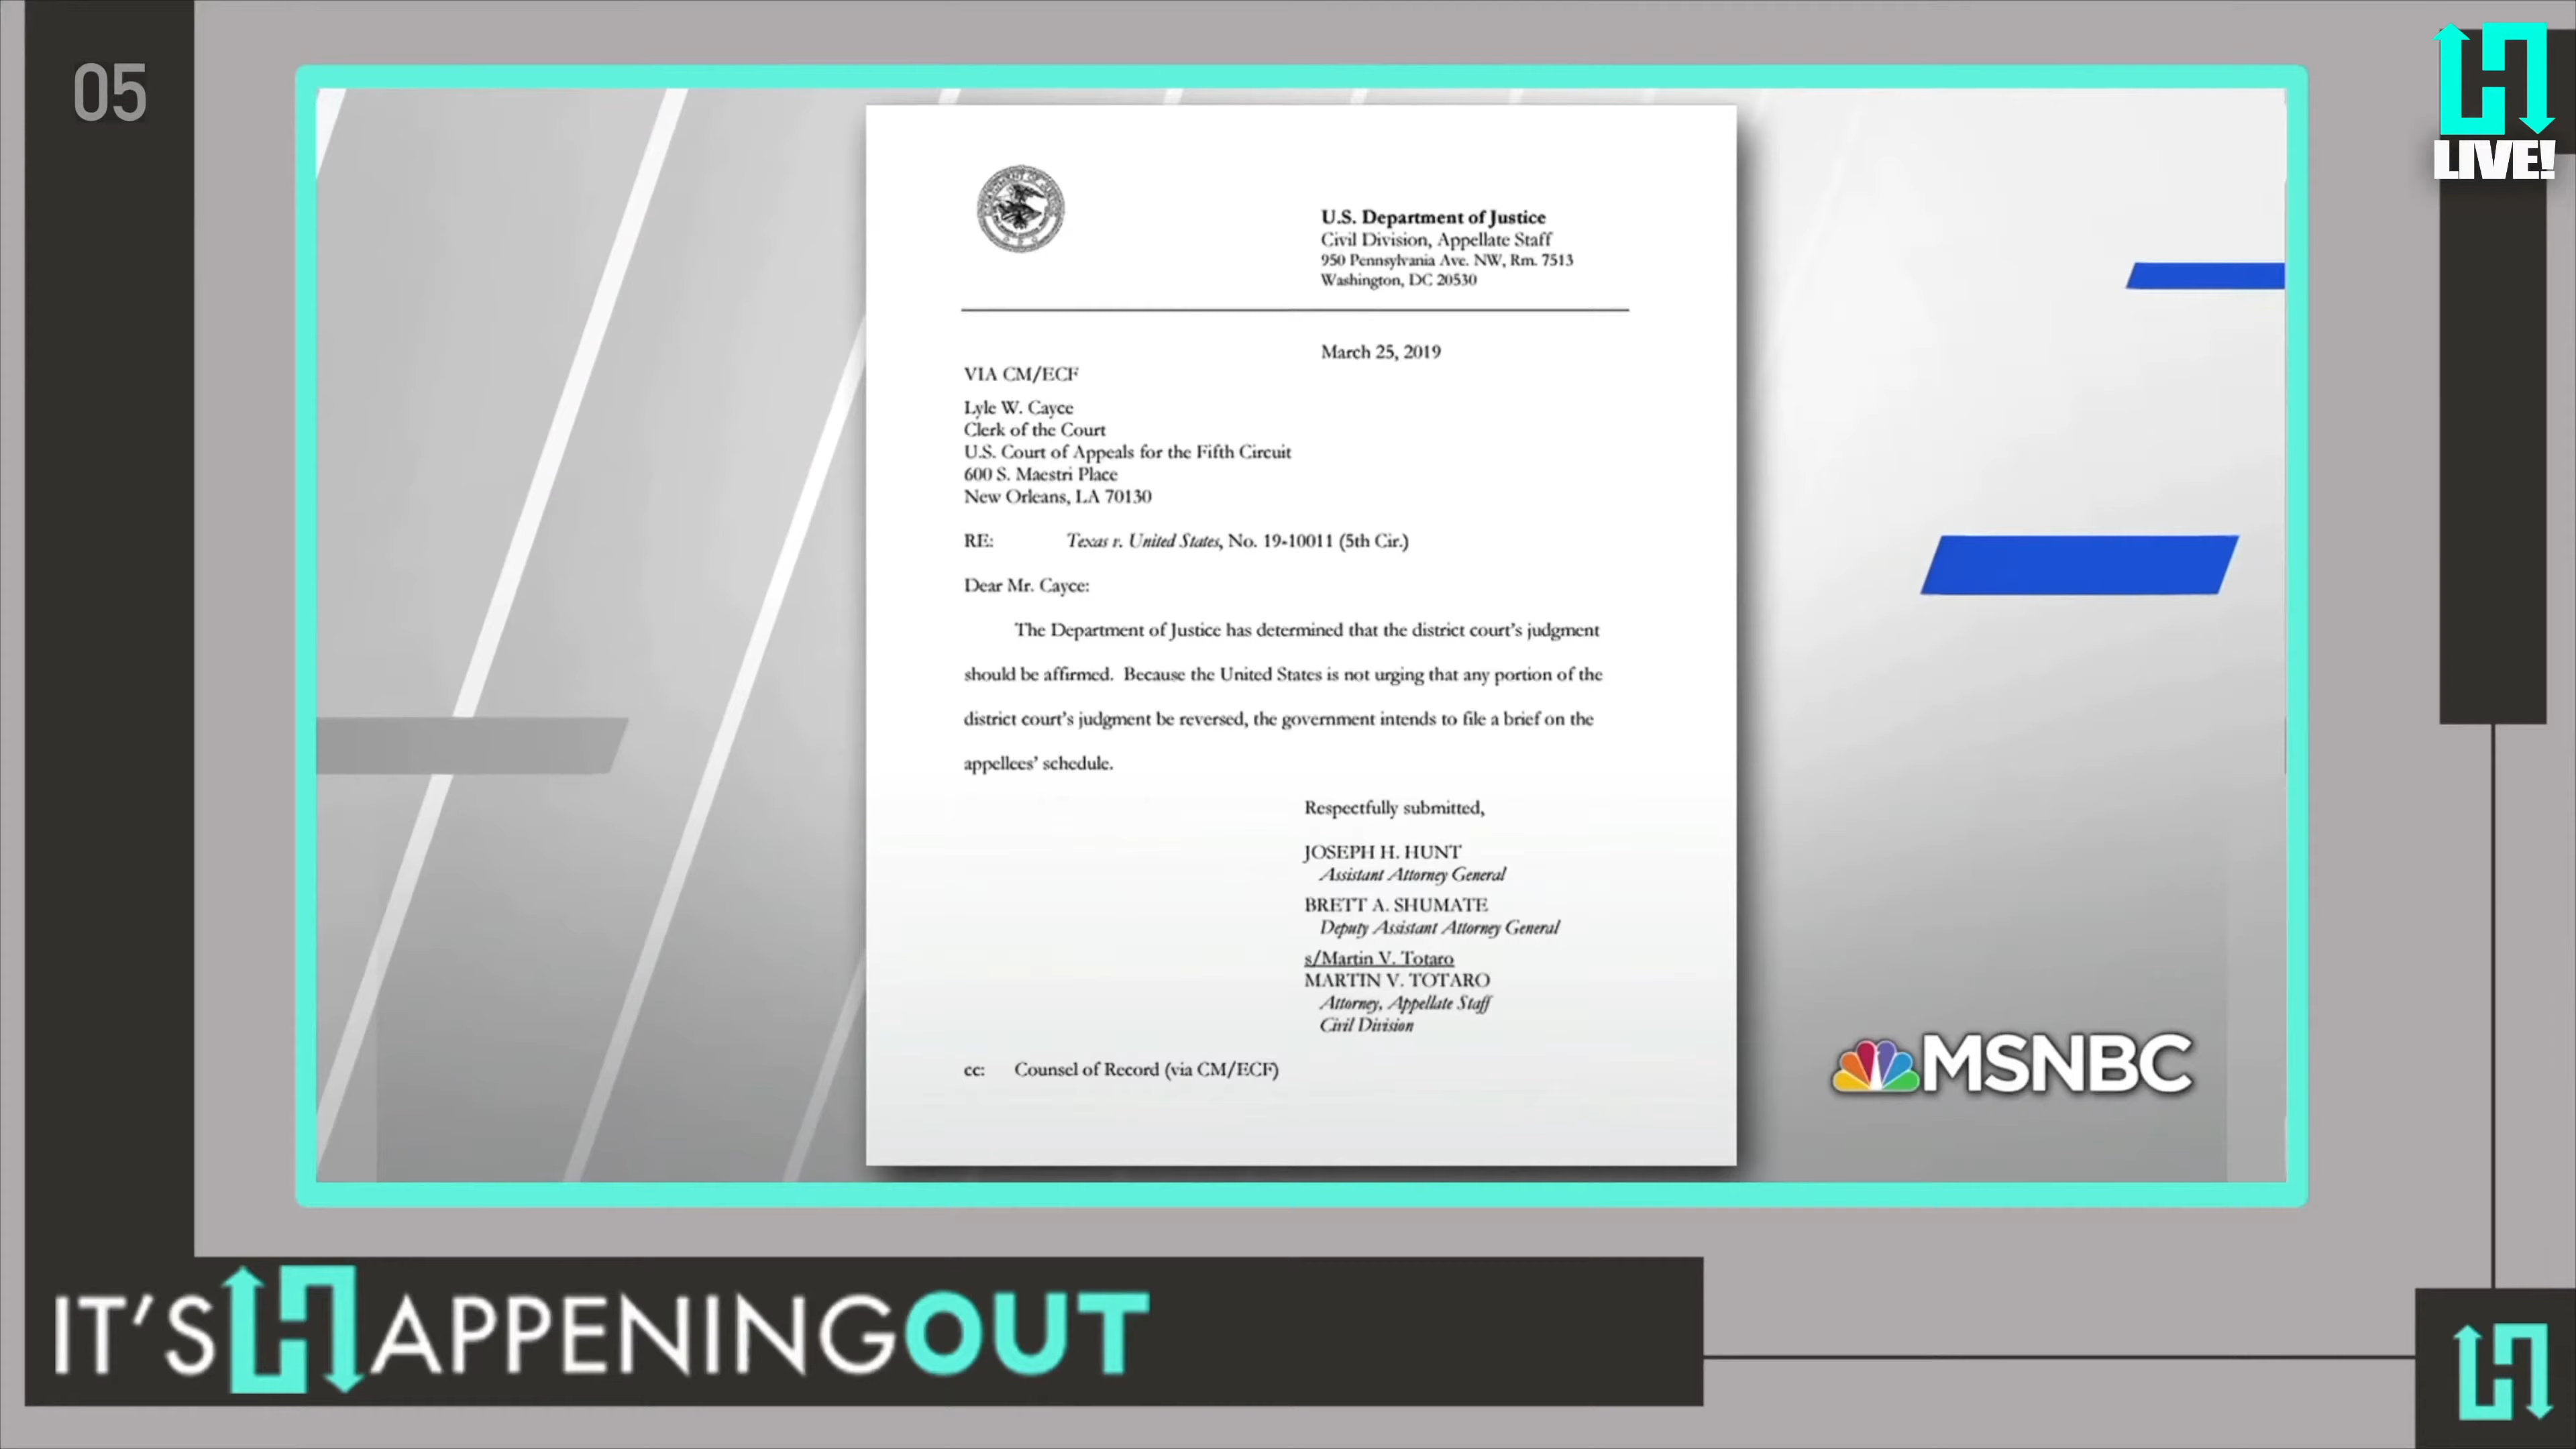 05
LIVE!
U.S. Department of Justice
Civil Division, Appellate Staff
950 Pennsylvania Ave. NW, Rm. 7513
Washington, DC 20530
March 25, 2019
VIA CM/ECF
Lyle W. Cayce
Clerk of the Court
U.S. Court of Appeals for the Fifth Circuit
600 S. Maestri Place
New Orleans, LA 70130
RE: Texas v. United States, No. 19-10011 (5th Cir.)
Dear Mr. Cayce:
The Department of Justice has determined that the district court's judgment
should be affirmed. Because the United States is not urging that any portion of the
district court's judgment be reversed, the government intends to file a brief on the
appellees' schedule.
Respectfully submitted,
JOSEPH H. HUNT
Assistant Attorney General
BRETT A. SHUMATE
Deputy Assistant Attorney General
s/Martin V. Totaro
MARTIN V. TOTARO
Attorney, Appellate Staff
Civil Division
cc: Counsel of Record (via CM/ECF)
MSNBC
IT'S HAPPENING OUT